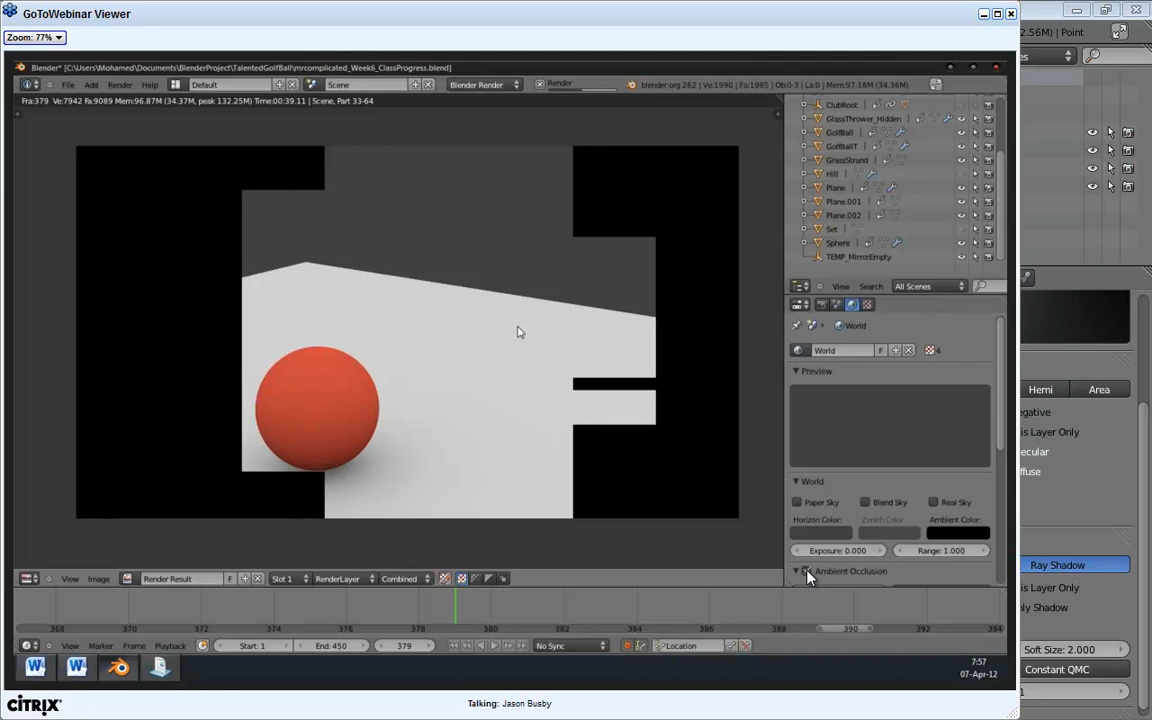 GoToWebinar Viewer
Zoom: 77%
2.56M) | Point
Blender* [C:\Users\Mohamed\Documents\BlenderProject\TalentedGolfBall\mrcomplicated_Week6_ClassProgress.blend]
File Add Render Help Default Scene Blender Render Render blender.org 262 | Ve:1990 | Fa:1985 | Ob:0-3 | La:0 | Mem:97.18M (34.36M)
Fra:379 Ve:7942 Fa:9089 Mem:96.87M (34.37M, peak 132.25M) Time:00:39.11 | Scene, Part 33-64
ClubRoot
GlassThrower_Hidden
GolfBall
GolfBallT
GrassStrand
Hill
Plane
Plane.001
Plane.002
Set
Sphere
TEMP_MirrorEmpty
View Search All Scenes
World
World F 4
Preview
World
Paper Sky Blend Sky Real Sky
Horizon Color: Zenith Color: Ambient Color:
Exposure: 0.000 Range: 1.000
Ambient Occlusion
Hemi Area
egative
is Layer Only
ecular
ffuse
Ray Shadow
is Layer Only
nly Shadow
Soft Size: 2.000
Constant QMC
1
View Image Render Result F Slot 1 RenderLayer Combined
368 370 372 374 376 378 380 382 384 386 388 390 392 394
View Marker Frame Playback Start: 1 End: 450 379 No Sync Location
7:57
07-Apr-12
CITRIX
Talking: Jason Busby